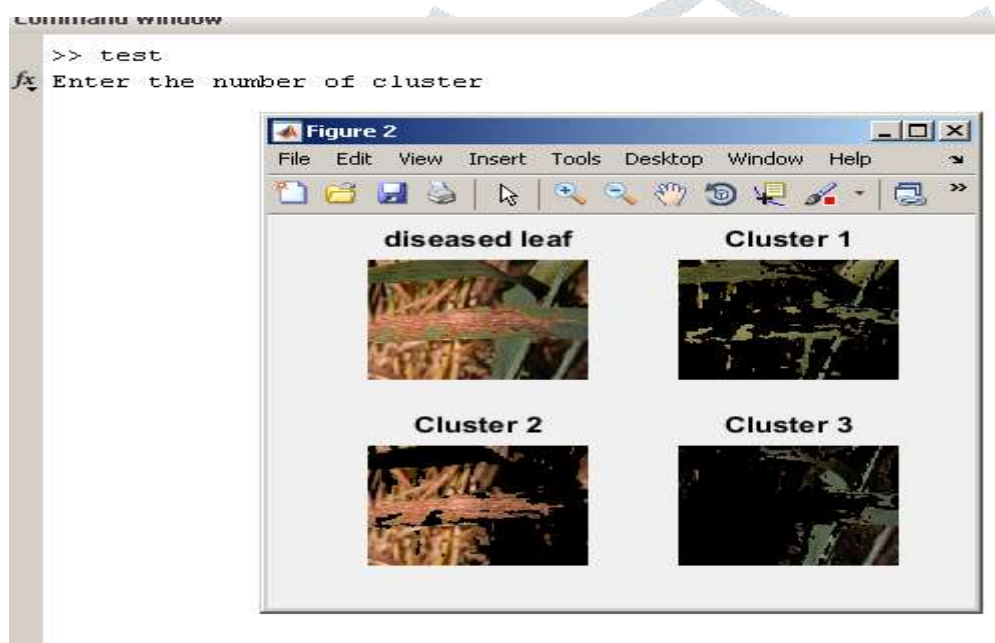 Command Window
>> test
fx Enter the number of cluster
Figure 2
File Edit View Insert Tools Desktop Window Help
diseased leaf Cluster 1
Cluster 2 Cluster 3